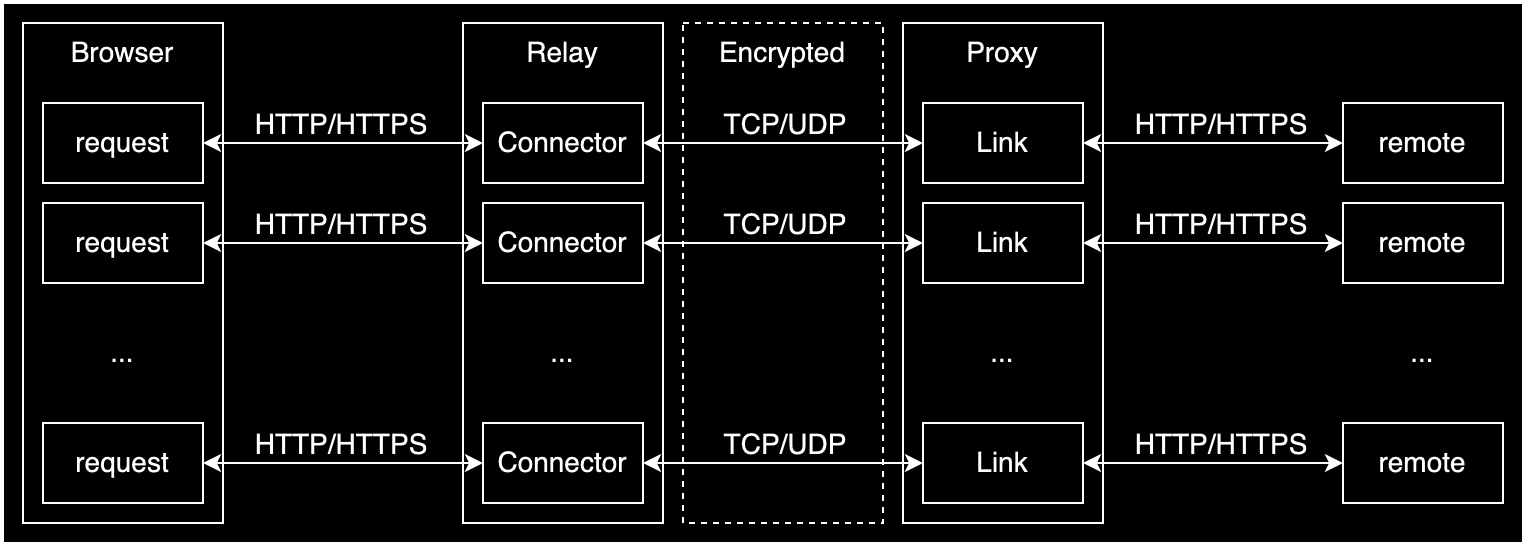 Browser
Relay
Encrypted
Proxy
request
HTTP/HTTPS
Connector
TCP/UDP
Link
HTTP/HTTPS
remote
request
HTTP/HTTPS
Connector
TCP/UDP
Link
HTTP/HTTPS
remote
...
...
...
...
request
HTTP/HTTPS
Connector
TCP/UDP
Link
HTTP/HTTPS
remote